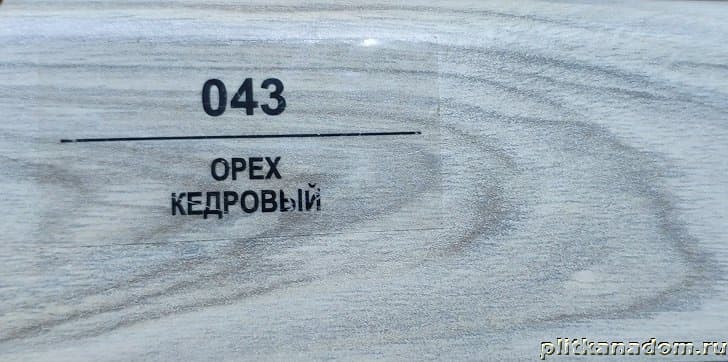 043
ОРЕХ
КЕДРОВЫЙ
plitkanadom.ru